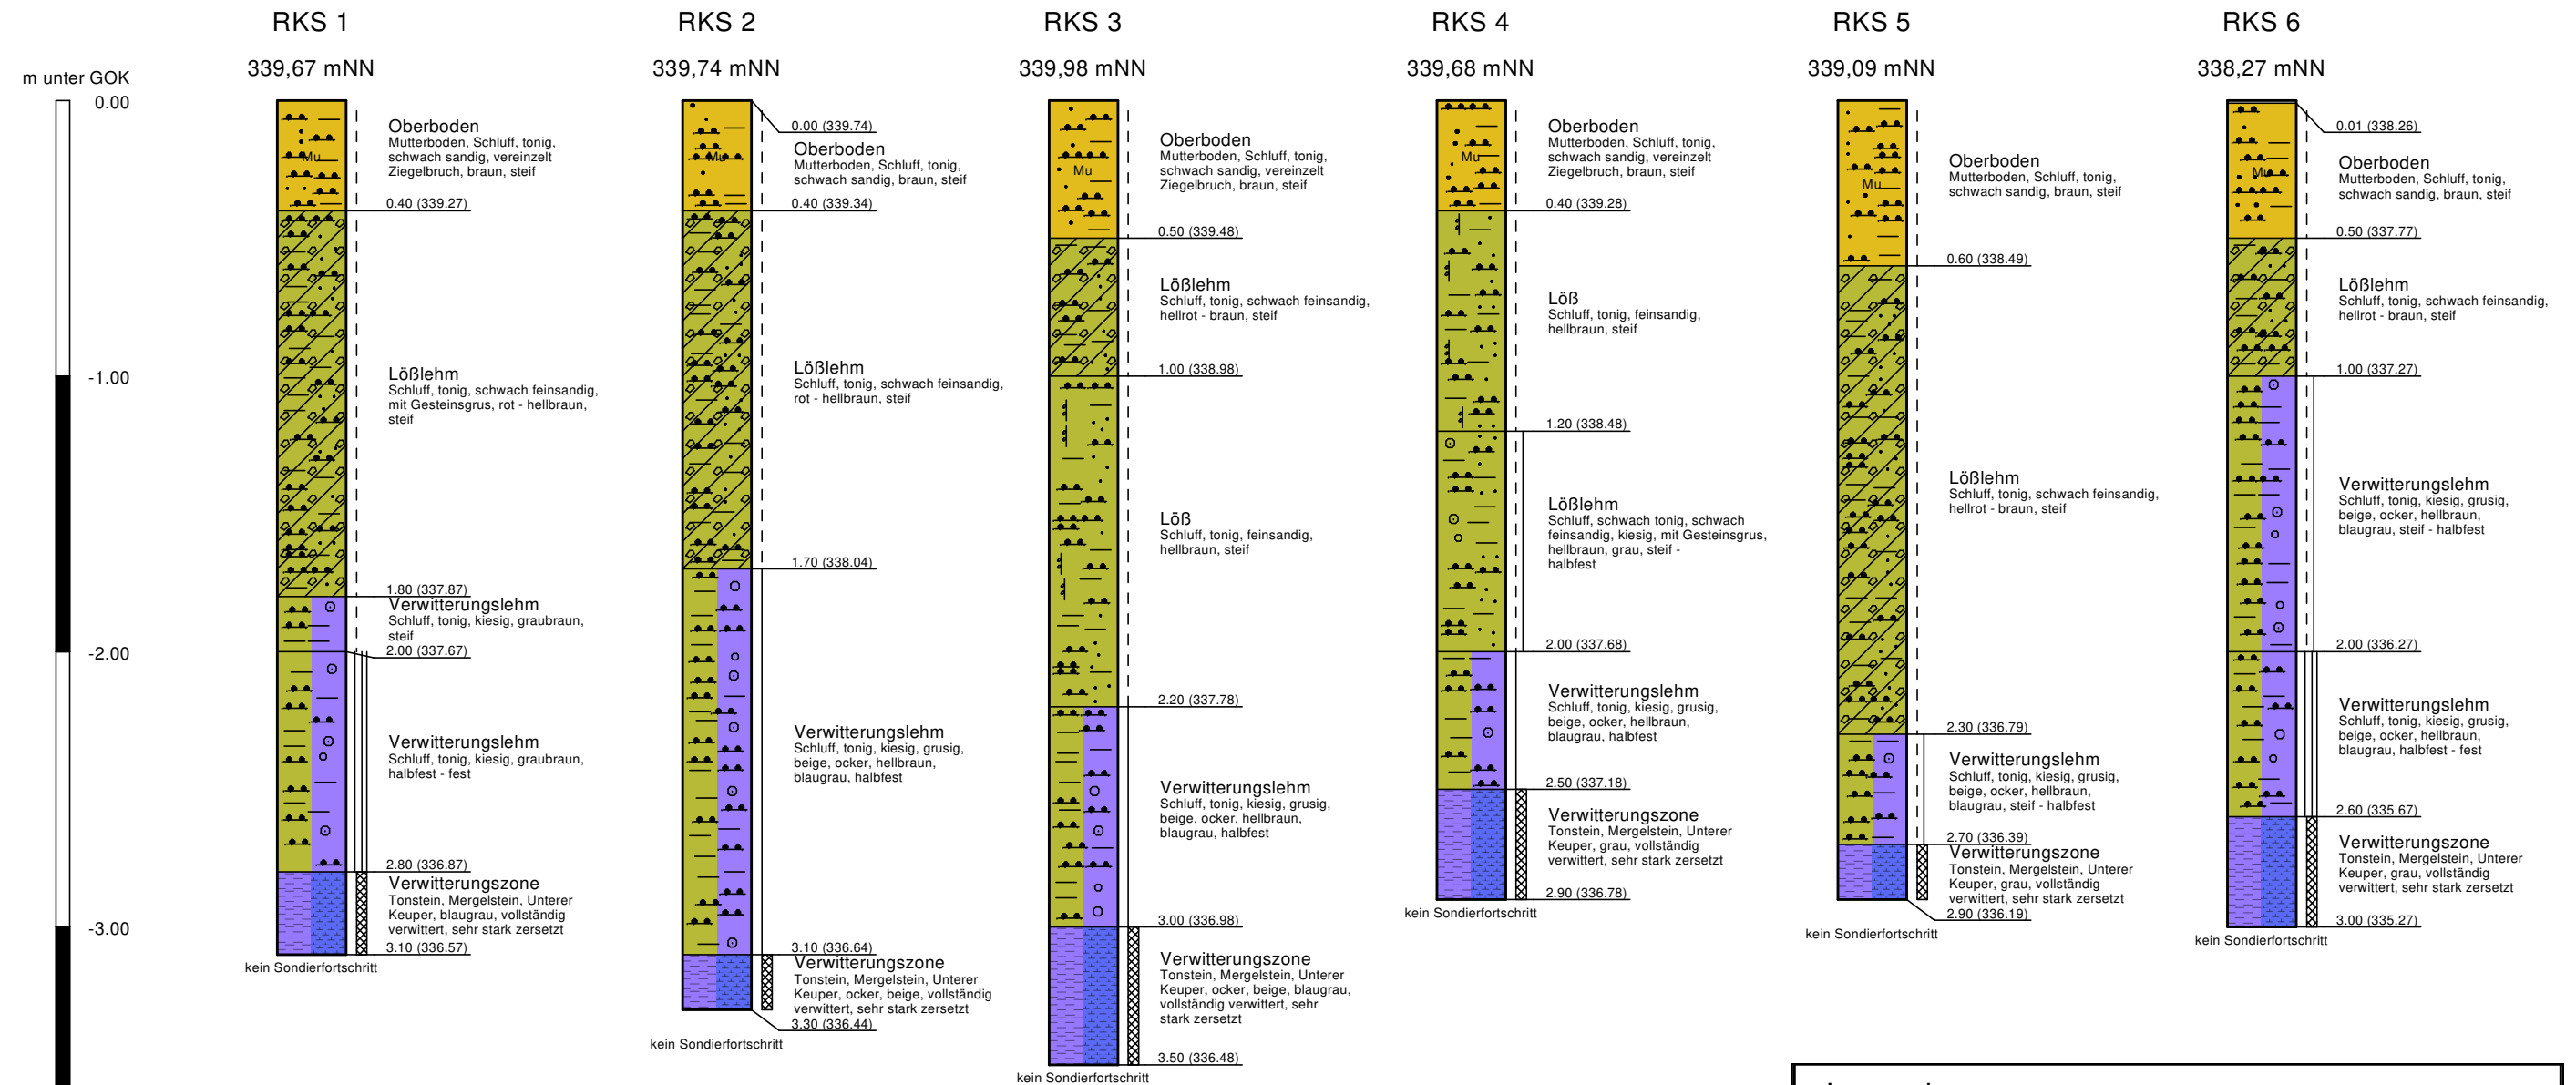 RKS 1
RKS 2
RKS 3
RKS 4
RKS 5
RKS 6
339,67 mNN
339,74 mNN
339,98 mNN
339,68 mNN
339,09 mNN
338,27 mNN
m unter GOK
0.00
-1.00
-2.00
-3.00
Mu
Oberboden
Mutterboden, Schluff, tonig,
schwach sandig, vereinzelt
Ziegelbruch, braun, steif
0.40 (339.27)
Lößlehm
Schluff, tonig, schwach feinsandig,
mit Gesteinsgrus, rot - hellbraun,
steif
1.80 (337.87)
Verwitterungslehm
Schluff, tonig, kiesig, graubraun,
steif
2.00 (337.67)
Verwitterungslehm
Schluff, tonig, kiesig, graubraun,
halbfest - fest
2.80 (336.87)
Verwitterungszone
Tonstein, Mergelstein, Unterer
Keuper, blaugrau, vollständig
verwittert, sehr stark zersetzt
3.10 (336.57)
kein Sondierfortschritt
Mu
0.00 (339.74)
Oberboden
Mutterboden, Schluff, tonig,
schwach sandig, braun, steif
0.40 (339.34)
Lößlehm
Schluff, tonig, schwach feinsandig,
rot - hellbraun, steif
1.70 (338.04)
Verwitterungslehm
Schluff, tonig, kiesig, grusig,
beige, ocker, hellbraun,
blaugrau, halbfest
3.10 (336.64)
Verwitterungszone
Tonstein, Mergelstein, Unterer
Keuper, ocker, beige, vollständig
verwittert, sehr stark zersetzt
3.30 (336.44)
kein Sondierfortschritt
Mu
Oberboden
Mutterboden, Schluff, tonig,
schwach sandig, vereinzelt
Ziegelbruch, braun, steif
0.50 (339.48)
Lößlehm
Schluff, tonig, schwach feinsandig,
hellrot - braun, steif
1.00 (338.98)
Löß
Schluff, tonig, feinsandig,
hellbraun, steif
2.20 (337.78)
Verwitterungslehm
Schluff, tonig, kiesig, grusig,
beige, ocker, hellbraun,
blaugrau, halbfest
3.00 (336.98)
Verwitterungszone
Tonstein, Mergelstein, Unterer
Keuper, ocker, beige, blaugrau,
vollständig verwittert, sehr
stark zersetzt
3.50 (336.48)
kein Sondierfortschritt
Mu
Oberboden
Mutterboden, Schluff, tonig,
schwach sandig, vereinzelt
Ziegelbruch, braun, steif
0.40 (339.28)
Löß
Schluff, tonig, feinsandig,
hellbraun, steif
1.20 (338.48)
Lößlehm
Schluff, schwach tonig, schwach
feinsandig, kiesig, mit Gesteinsgrus,
hellbraun, grau, steif -
halbfest
2.00 (337.68)
Verwitterungslehm
Schluff, tonig, kiesig, grusig,
beige, ocker, hellbraun,
blaugrau, halbfest
2.50 (337.18)
Verwitterungszone
Tonstein, Mergelstein, Unterer
Keuper, grau, vollständig
verwittert, sehr stark zersetzt
2.90 (336.78)
kein Sondierfortschritt
Mu
Oberboden
Mutterboden, Schluff, tonig,
schwach sandig, braun, steif
0.60 (338.49)
Lößlehm
Schluff, tonig, schwach feinsandig,
hellrot - braun, steif
2.30 (336.79)
Verwitterungslehm
Schluff, tonig, kiesig, grusig,
beige, ocker, hellbraun,
blaugrau, steif - halbfest
2.70 (336.39)
Verwitterungszone
Tonstein, Mergelstein, Unterer
Keuper, grau, vollständig
verwittert, sehr stark zersetzt
2.90 (336.19)
kein Sondierfortschritt
Mu
0.01 (338.26)
Oberboden
Mutterboden, Schluff, tonig,
schwach sandig, braun, steif
0.50 (337.77)
Lößlehm
Schluff, tonig, schwach feinsandig,
hellrot - braun, steif
1.00 (337.27)
Verwitterungslehm
Schluff, tonig, kiesig, grusig,
beige, ocker, hellbraun,
blaugrau, steif - halbfest
2.00 (336.27)
Verwitterungslehm
Schluff, tonig, kiesig, grusig,
beige, ocker, hellbraun,
blaugrau, halbfest - fest
2.60 (335.67)
Verwitterungszone
Tonstein, Mergelstein, Unterer
Keuper, grau, vollständig
verwittert, sehr stark zersetzt
3.00 (335.27)
kein Sondierfortschritt